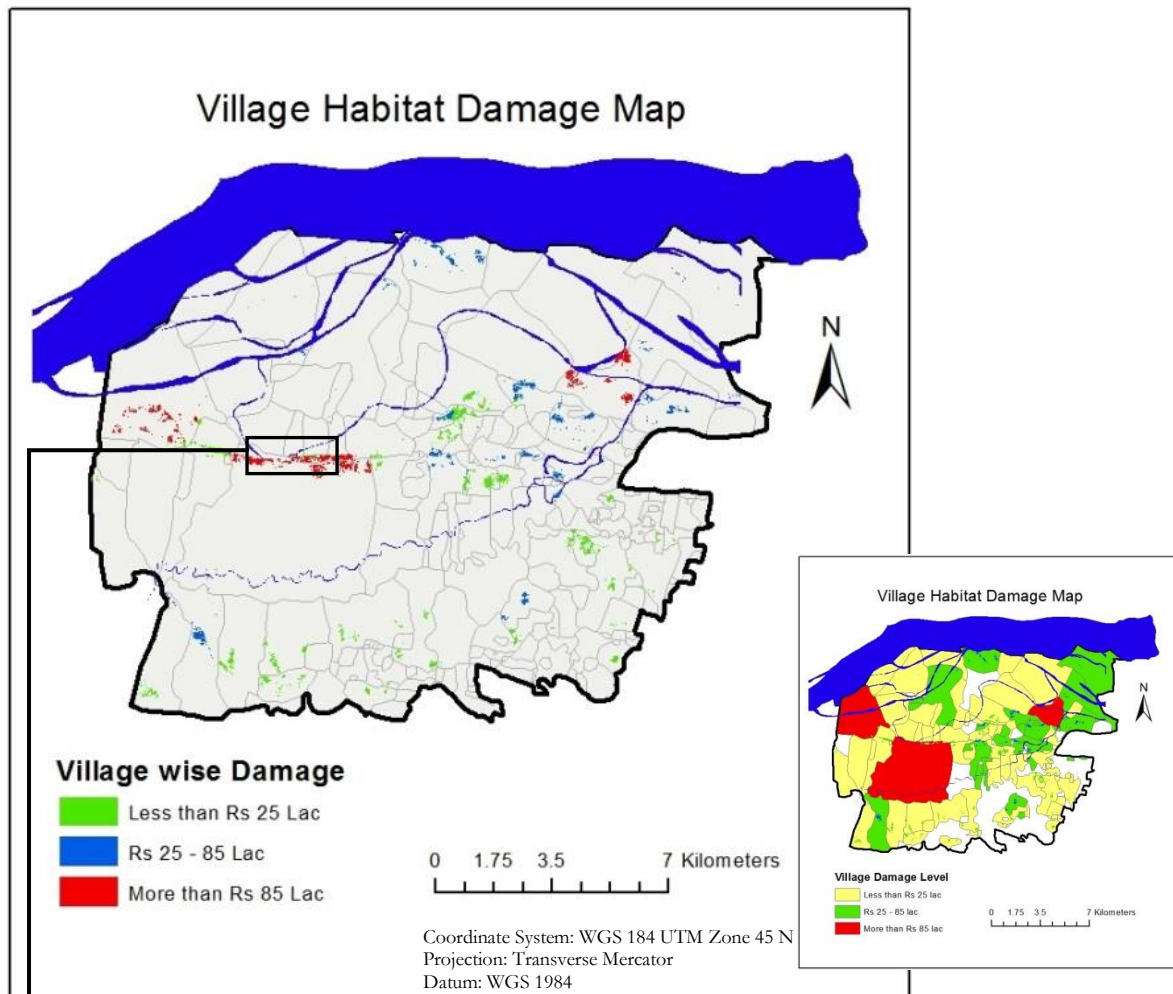 Village Habitat Damage Map
N
Village wise Damage
Less than Rs 25 Lac
Rs 25 - 85 Lac
More than Rs 85 Lac
0 1.75 3.5 7 Kilometers
Coordinate System: WGS 184 UTM Zone 45 N
Projection: Transverse Mercator
Datum: WGS 1984
Village Habitat Damage Map
N
Village Damage Level
Less than Rs 25 lac
Rs 25 - 85 lac
More than Rs 85 lac
0 1.75 3.5 7 Kilometers